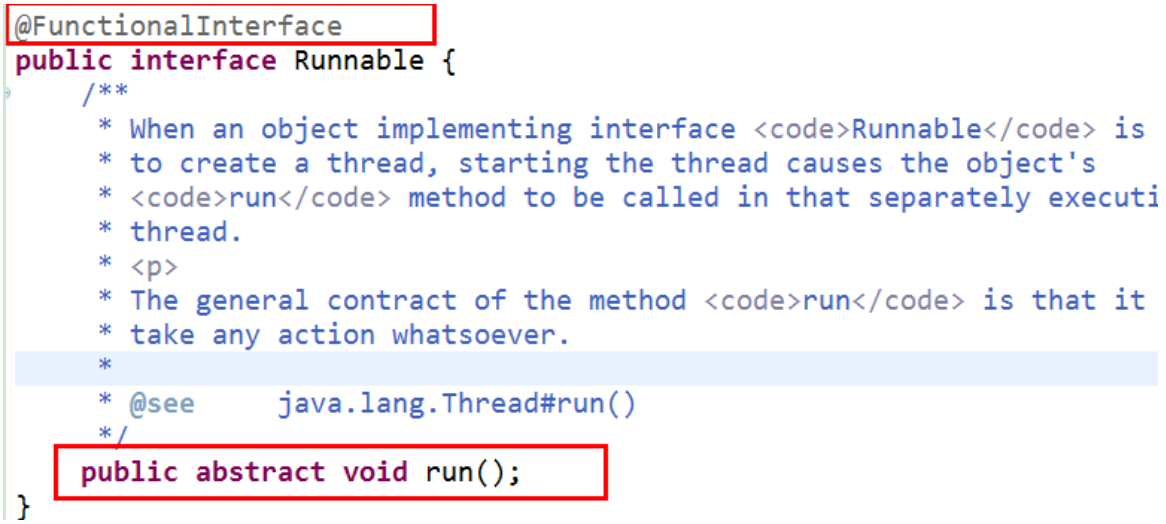 @FunctionalInterface
public interface Runnable {
/**
* When an object implementing interface <code>Runnable</code> is
* to create a thread, starting the thread causes the object's
* <code>run</code> method to be called in that separately executi
* thread.
* <p>
* The general contract of the method <code>run</code> is that it
* take any action whatsoever.
*
* @see java.lang.Thread#run()
*/
public abstract void run();
}